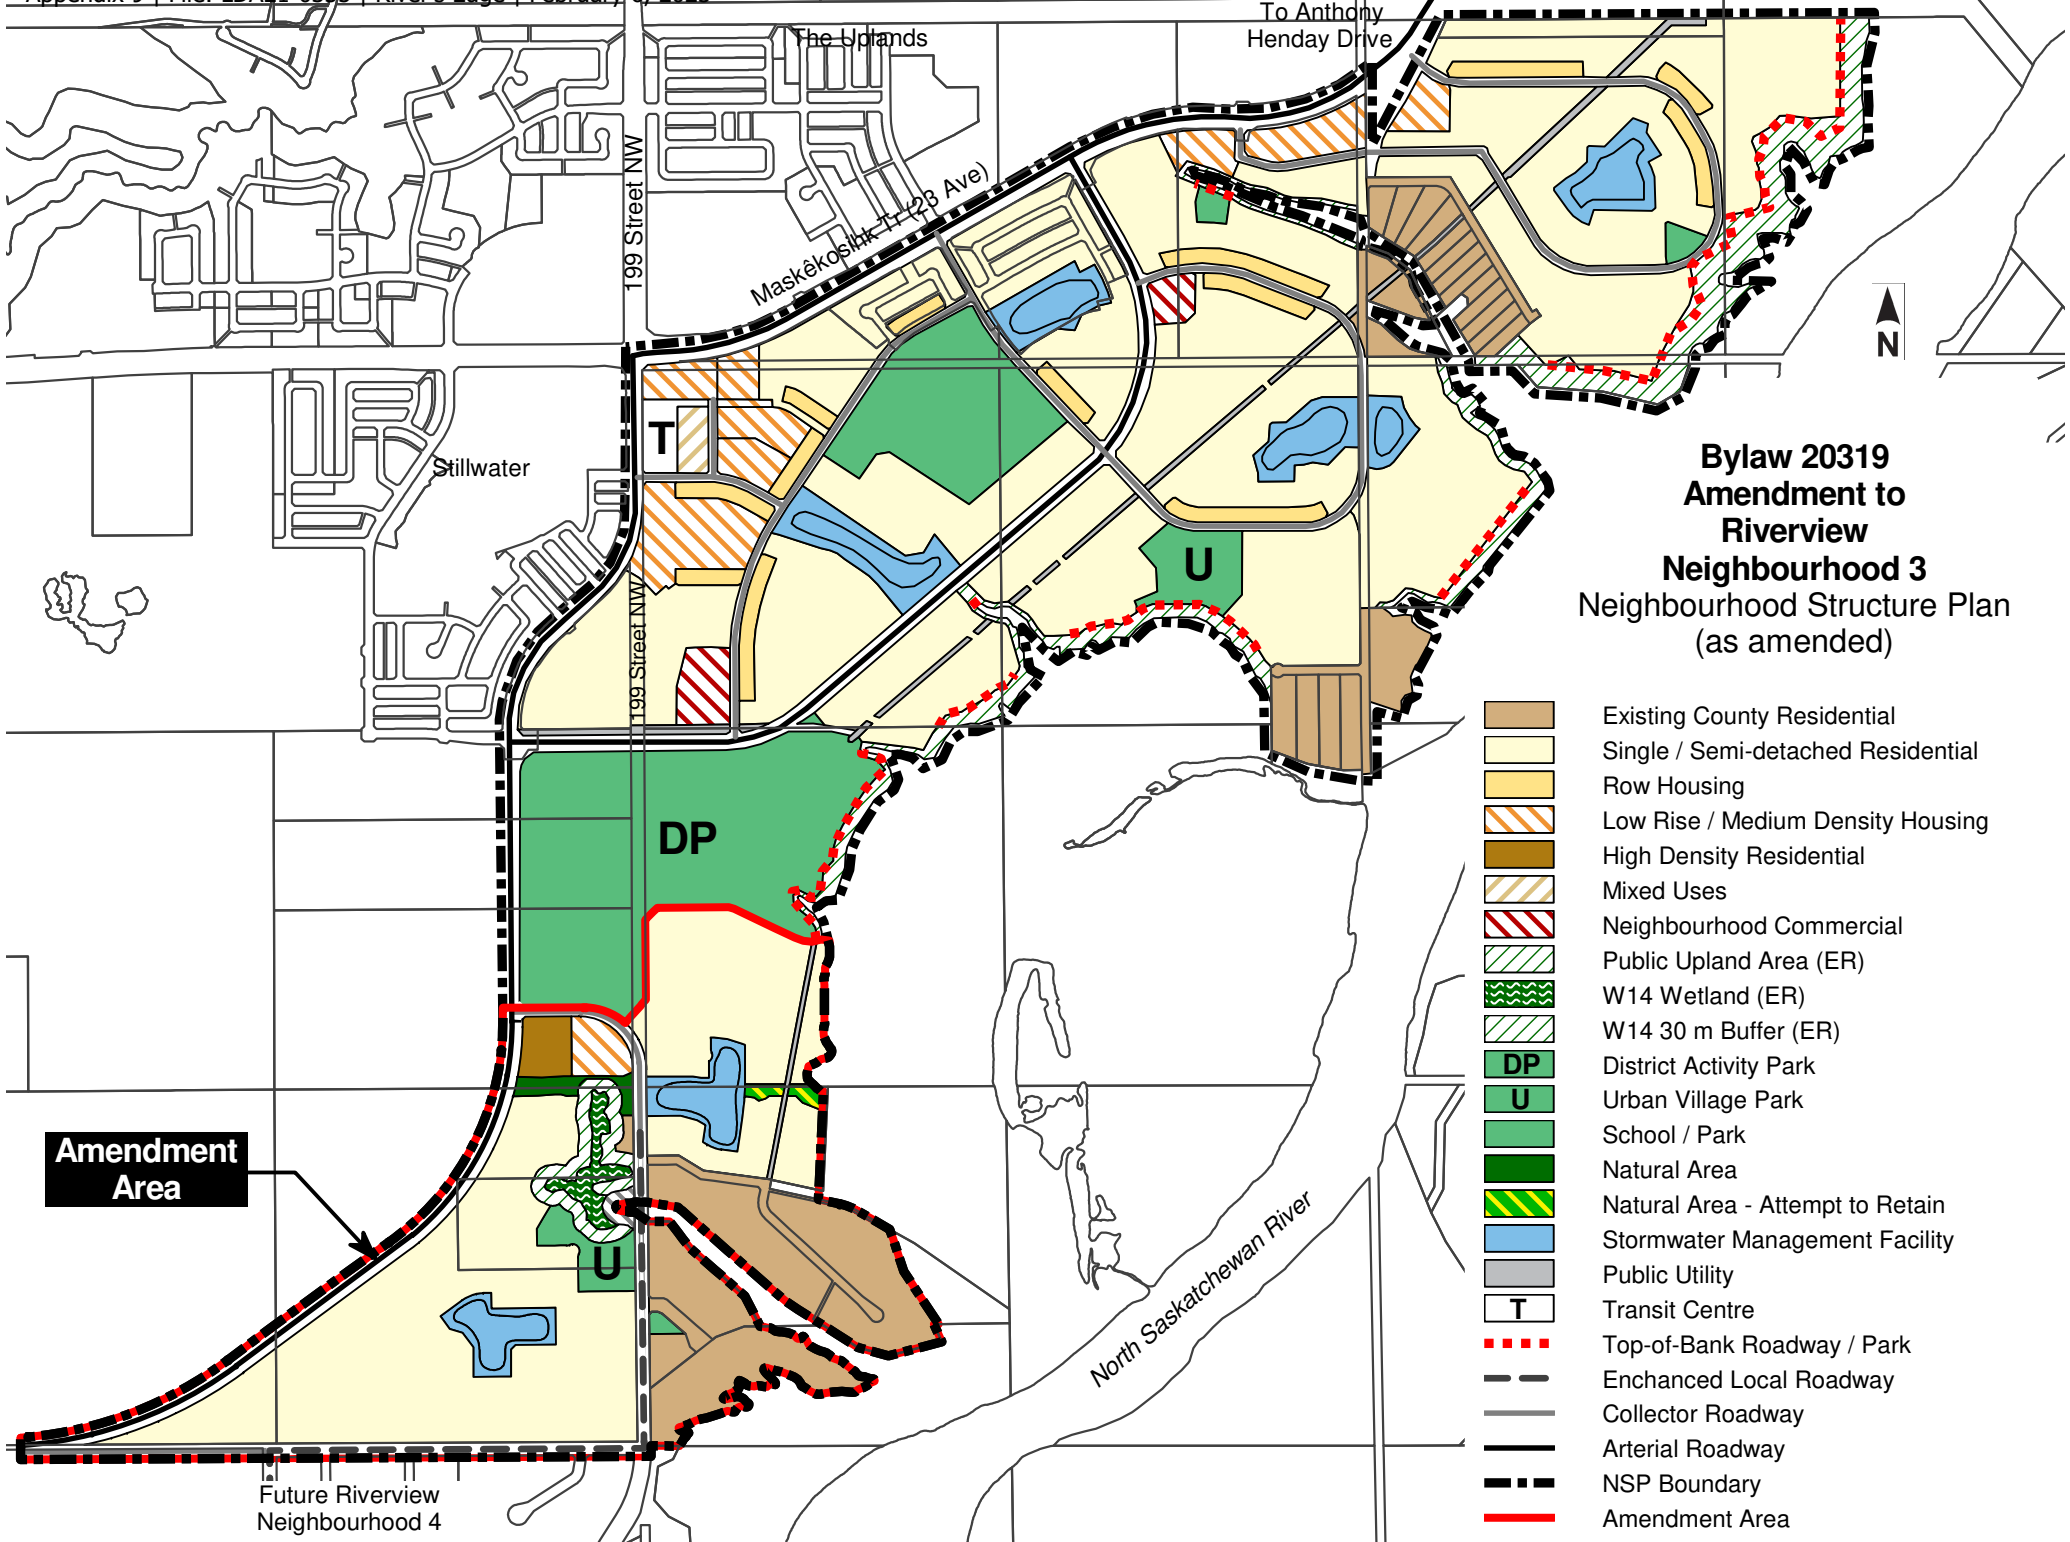 To Anthony
Henday Drive
The Uplands
199 Street NW
Maskêkosihk Tr (23 Ave)
N
T
Stillwater
U
199 Street NW
DP
Amendment
Area
U
North Saskatchewan River
Future Riverview
Neighbourhood 4
Bylaw 20319
Amendment to
Riverview
Neighbourhood 3
Neighbourhood Structure Plan
(as amended)
Existing County Residential
Single / Semi-detached Residential
Row Housing
Low Rise / Medium Density Housing
High Density Residential
Mixed Uses
Neighbourhood Commercial
Public Upland Area (ER)
W14 Wetland (ER)
W14 30 m Buffer (ER)
DP District Activity Park
U Urban Village Park
School / Park
Natural Area
Natural Area - Attempt to Retain
Stormwater Management Facility
Public Utility
T Transit Centre
Top-of-Bank Roadway / Park
Enchanced Local Roadway
Collector Roadway
Arterial Roadway
NSP Boundary
Amendment Area